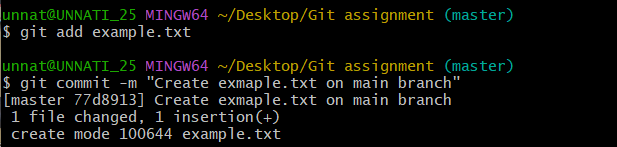 unnat@UNNATI_25 MINGW64 ~/Desktop/Git assignment (master)
$ git add example.txt
unnat@UNNATI_25 MINGW64 ~/Desktop/Git assignment (master)
$ git commit -m "Create exmaple.txt on main branch"
[master 77d8913] Create exmaple.txt on main branch
 1 file changed, 1 insertion(+)
 create mode 100644 example.txt